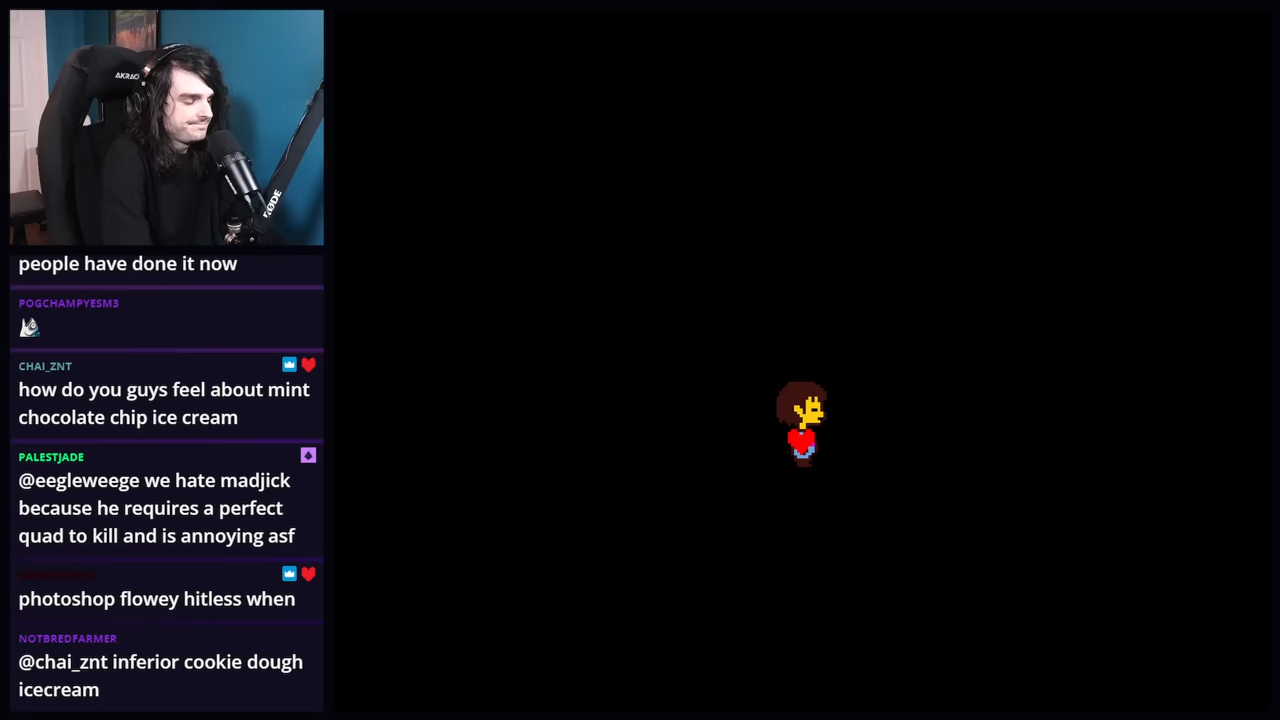 AKRACI
RØDE
people have done it now
POGCHAMPYESM3
CHAI_ZNT
how do you guys feel about mint
chocolate chip ice cream
PALESTJADE
@eegleweege we hate madjick
because he requires a perfect
quad to kill and is annoying asf
photoshop flowey hitless when
NOTBREDFARMER
@chai_znt inferior cookie dough
icecream